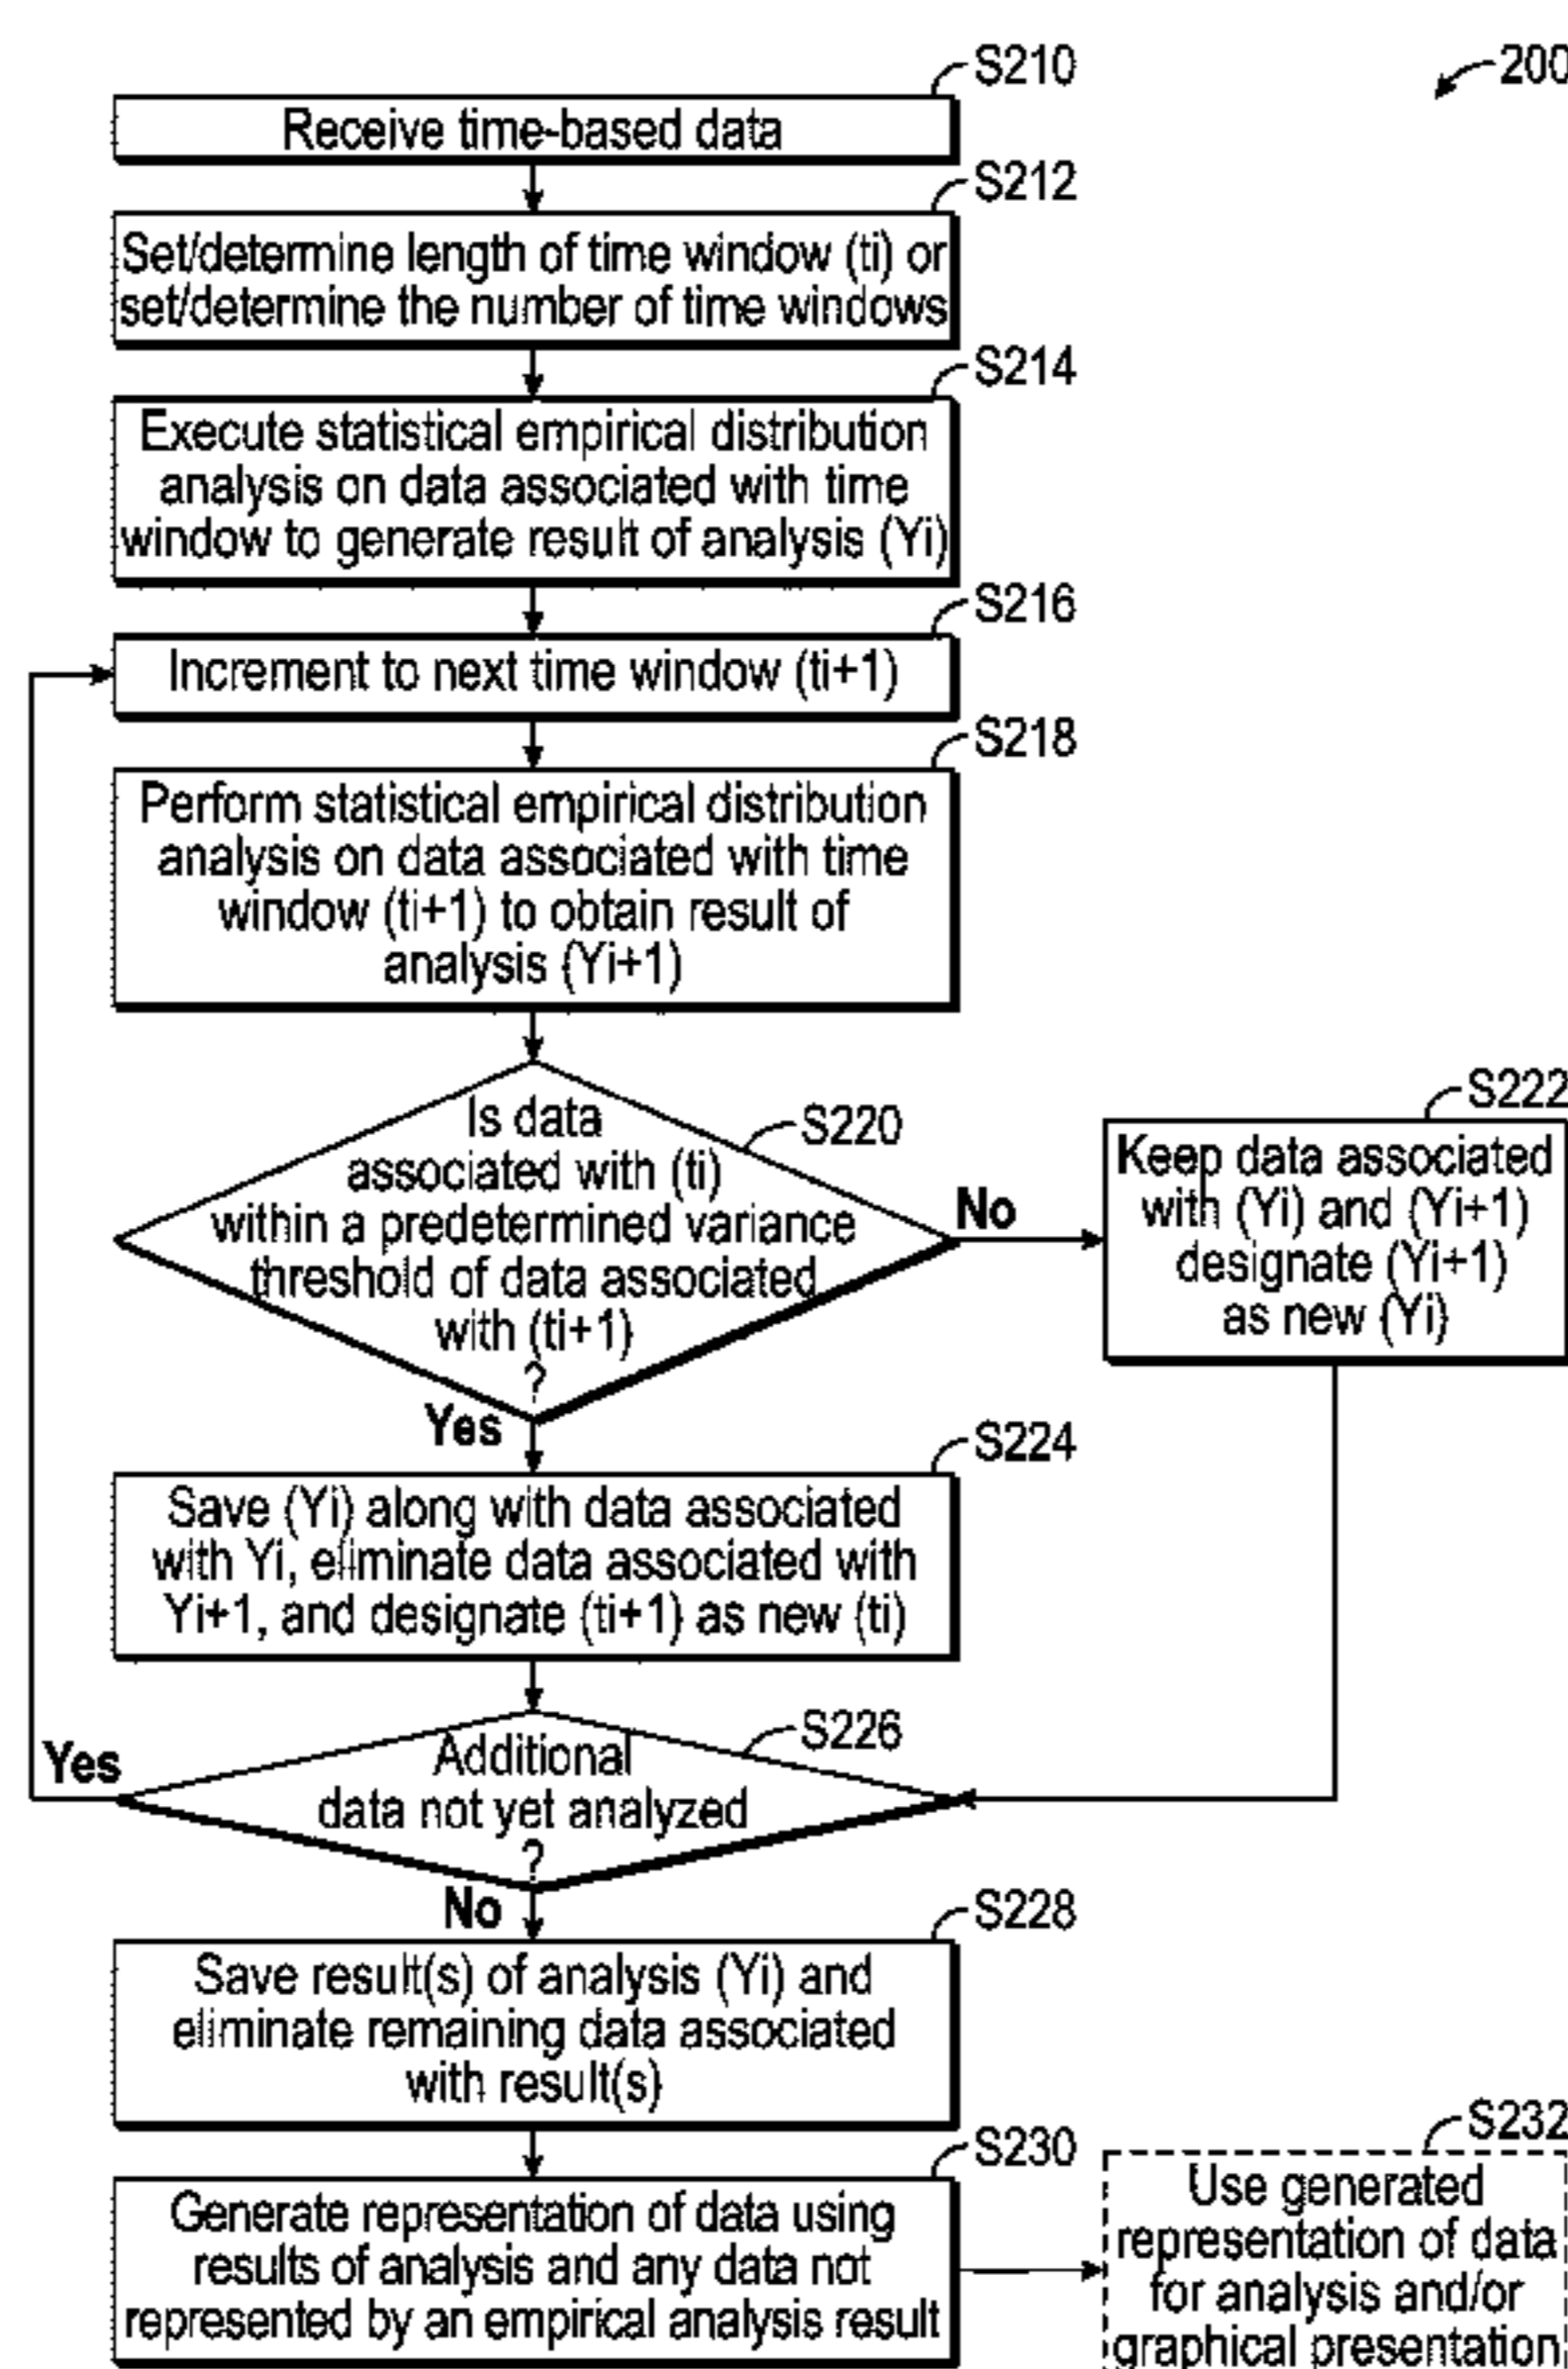 S210
200
Receive time-based data
S212
Set/determine length of time window (ti) or
set/determine the number of time windows
S214
Execute statistical empirical distribution
analysis on data associated with time
window to generate result of analysis (Yi)
S216
Increment to next time window (ti+1)
S218
Perform statistical empirical distribution
analysis on data associated with time
window (ti+1) to obtain result of
analysis (Yi+1)
S220
Is data
associated with (ti)
within a predetermined variance
threshold of data associated
with (ti+1)
?
No
Yes
S222
Keep data associated
with (Yi) and (Yi+1)
designate (Yi+1)
as new (Yi)
S224
Save (Yi) along with data associated
with Yi, eliminate data associated with
Yi+1, and designate (ti+1) as new (ti)
S226
Additional
data not yet analyzed
?
Yes
No
S228
Save result(s) of analysis (Yi) and
eliminate remaining data associated
with result(s)
S230
Generate representation of data using
results of analysis and any data not
represented by an empirical analysis result
S232
Use generated
representation of data
for analysis and/or
graphical presentation